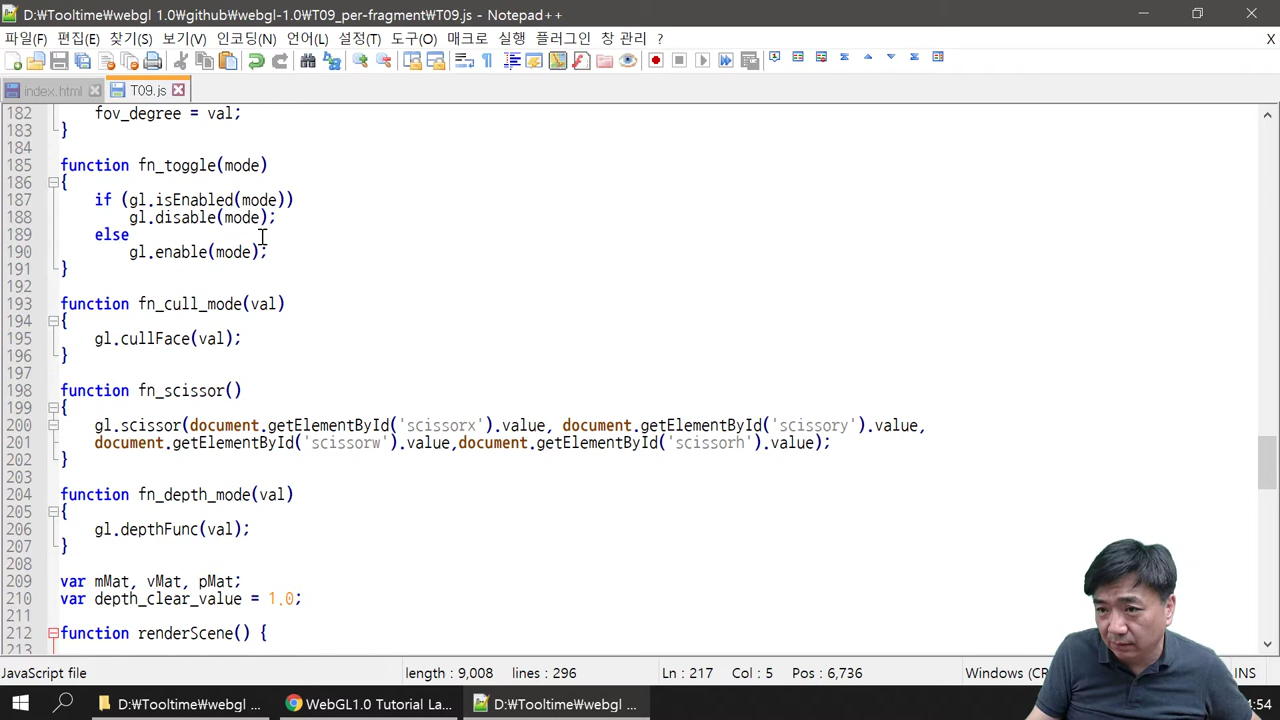 D:₩Tooltime₩webgl 1.0₩github₩webgl-1.0₩T09_per-fragment₩T09.js - Notepad++
파일(F) 편집(E) 찾기(S) 보기(V) 인코딩(N) 언어(L) 설정(T) 도구(O) 매크로 실행 플러그인 창 관리 ? X
index.html T09.js
182 fov_degree = val;
183 }
184
185 function fn_toggle(mode)
186 {
187 if (gl.isEnabled(mode))
188 gl.disable(mode);
189 else
190 gl.enable(mode);
191 }
192
193 function fn_cull_mode(val)
194 {
195 gl.cullFace(val);
196 }
197
198 function fn_scissor()
199 {
200 gl.scissor(document.getElementById('scissorx').value, document.getElementById('scissory').value,
201 document.getElementById('scissorw').value,document.getElementById('scissorh').value);
202 }
203
204 function fn_depth_mode(val)
205 {
206 gl.depthFunc(val);
207 }
208
209 var mMat, vMat, pMat;
210 var depth_clear_value = 1.0;
211
212 function renderScene() {
213
JavaScript file length : 9,008 lines : 296 Ln : 217 Col : 5 Pos : 6,736 Windows (CR INS
D:₩Tooltime₩webgl ... WebGL1.0 Tutorial La... D:₩Tooltime₩webgl ... :54